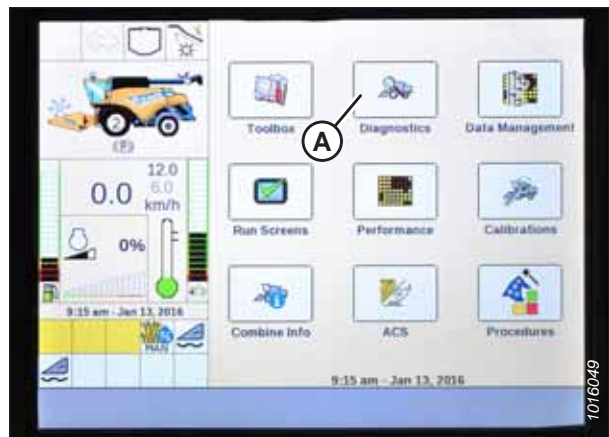 Toolbox
Diagnostics
Data Management
A
2
(P)
12.0
0.0
6.0
km/h
Run Screens
Performance
Calibrations
0%
9:15 am - Jan 13, 2016
MAN
Combine Info
ACS
Procedures
9:15 am - Jan 13, 2016
1016049